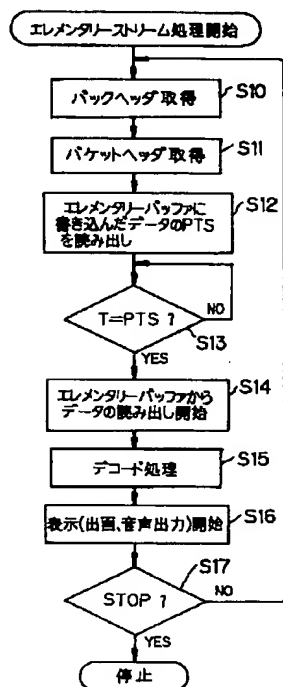 エレメンタリーストリーム処理開始
パックヘッダ取得
S10
パケットヘッダ取得
S11
エレメンタリーバッファに
書き込んだデータのPTS
を読み出し
S12
T=PTS ?
NO
S13
YES
エレメンタリーバッファから
データの読み出し開始
S14
デコード処理
S15
表示(出画、音声出力)開始
S16
S17
STOP ?
NO
YES
停止